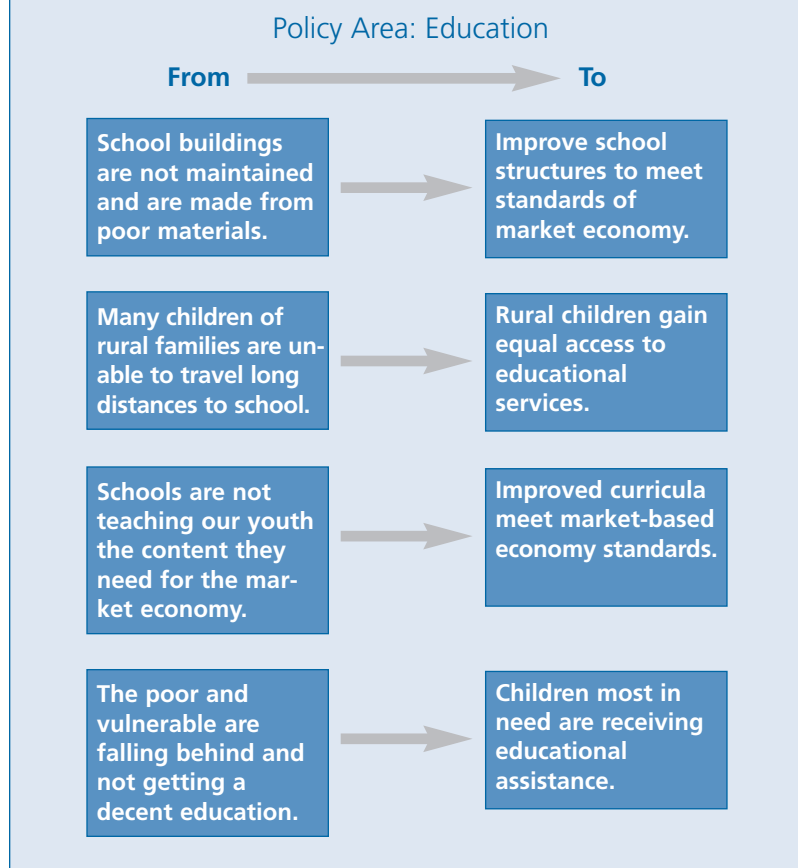 Policy Area: Education
From
To
School buildings
are not maintained
and are made from
poor materials.
Improve school
structures to meet
standards of
market economy.
Many children of
rural families are un-
able to travel long
distances to school.
Rural children gain
equal access to
educational
services.
Schools are not
teaching our youth
the content they
need for the mar-
ket economy.
Improved curricula
meet market-based
economy standards.
The poor and
vulnerable are
falling behind and
not getting a
decent education.
Children most in
need are receiving
educational
assistance.